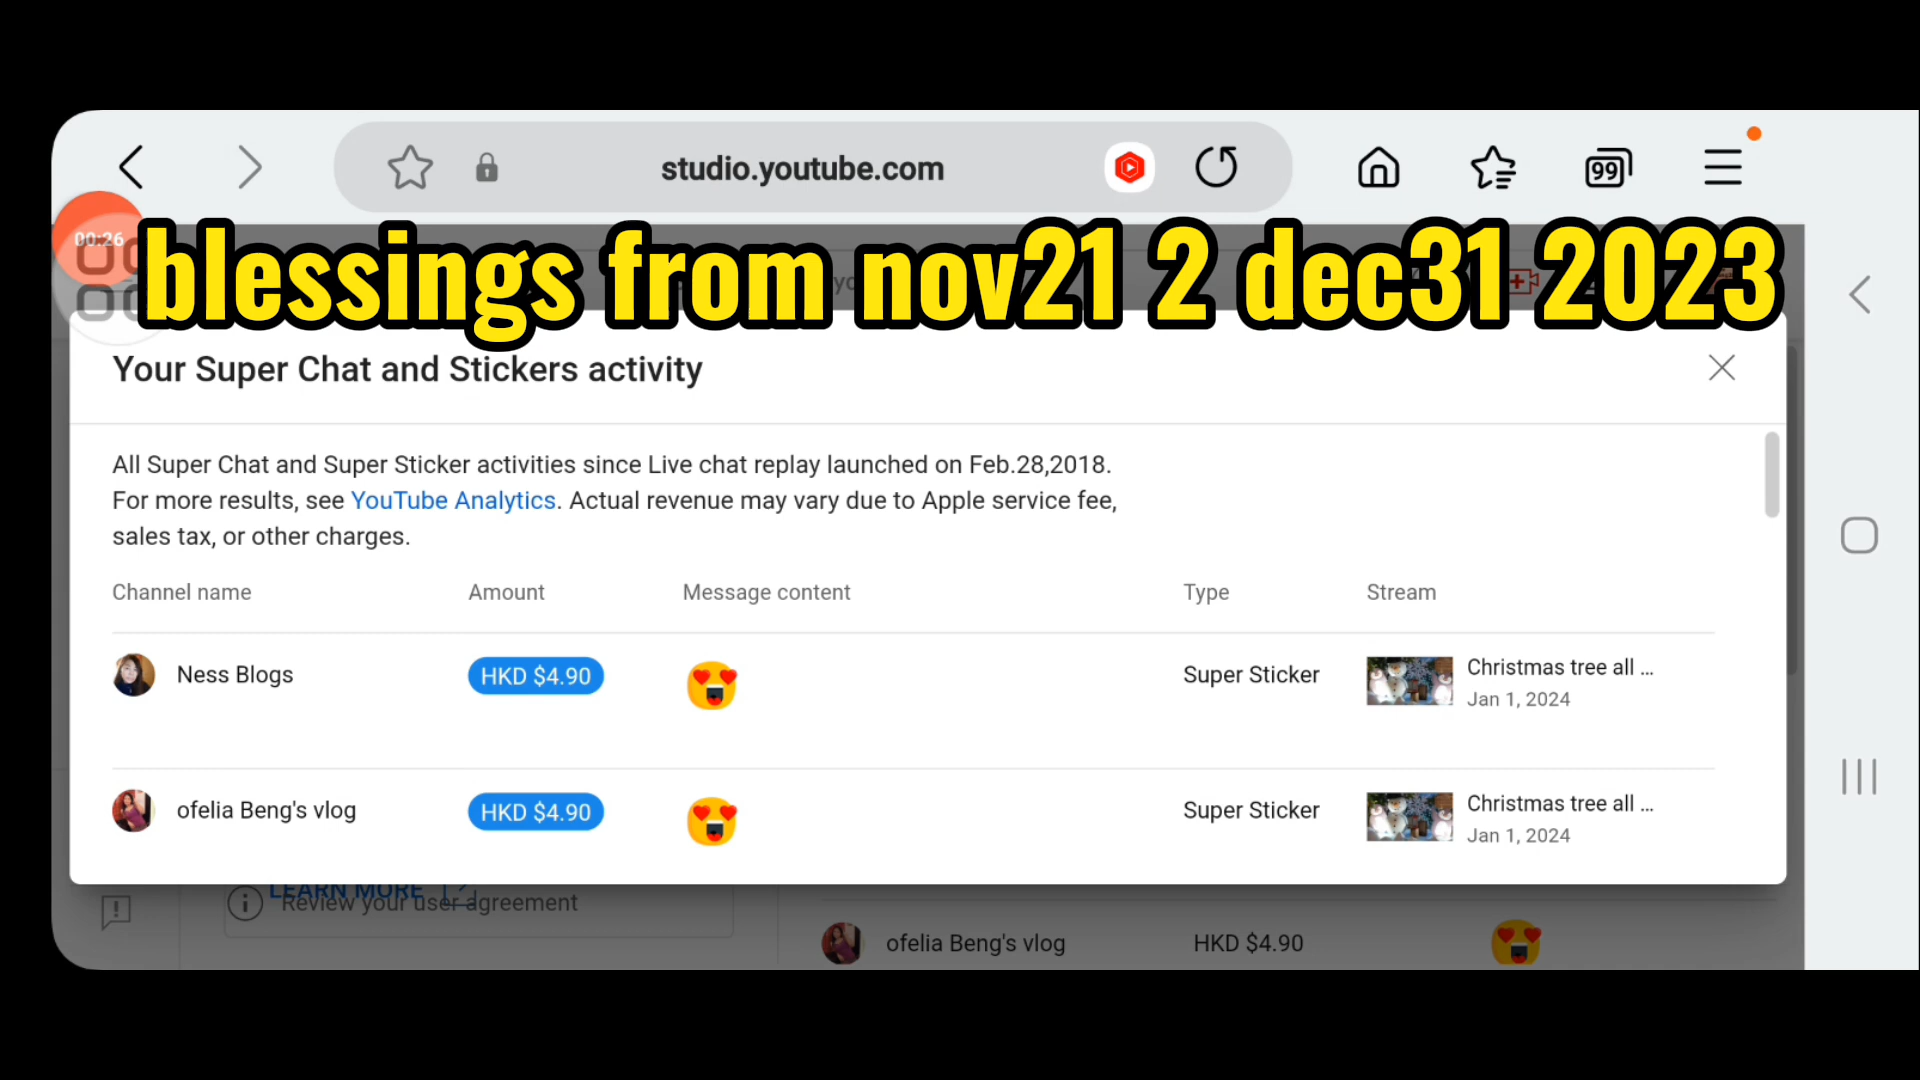 studio.youtube.com
99
00:26
blessings from nov21 2 dec31 2023
Your Super Chat and Stickers activity
All Super Chat and Super Sticker activities since Live chat replay launched on Feb.28,2018.
For more results, see YouTube Analytics. Actual revenue may vary due to Apple service fee,
sales tax, or other charges.
Channel name Amount Message content Type Stream
Ness Blogs HKD $4.90 Super Sticker Christmas tree all ...
Jan 1, 2024
ofelia Beng's vlog HKD $4.90 Super Sticker Christmas tree all ...
Jan 1, 2024
LEARN MORE
Review your user agreement
ofelia Beng's vlog HKD $4.90